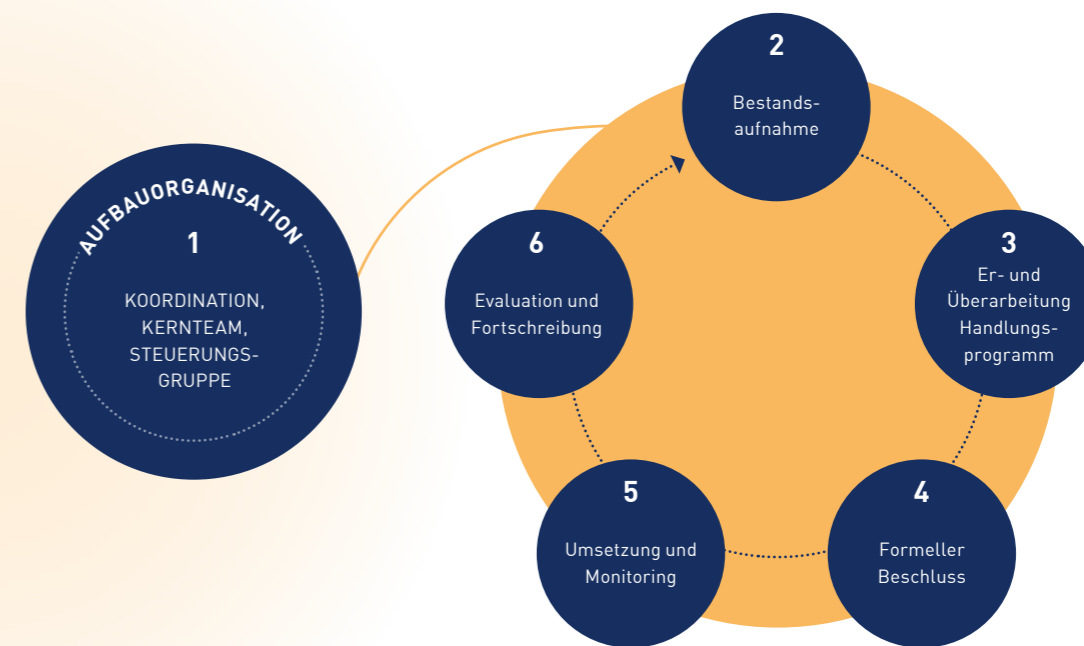 AUFBAUORGANISATION
1
KOORDINATION,
KERNTEAM,
STEUERUNGS-
GRUPPE
2
Bestands-
aufnahme
3
Er- und
Überarbeitung
Handlungs-
programm
4
Formeller
Beschluss
5
Umsetzung und
Monitoring
6
Evaluation und
Fortschreibung